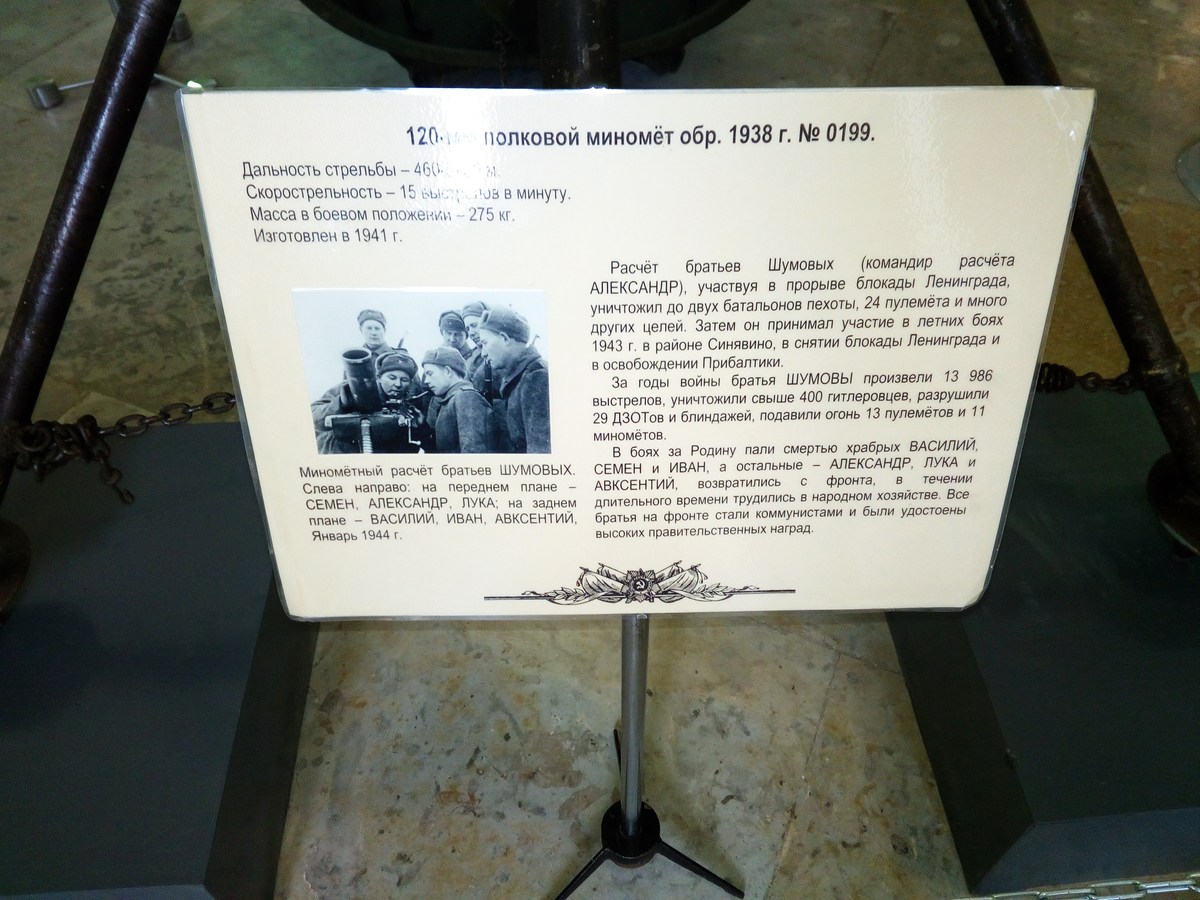 120-мм полковой миномёт обр. 1938 г. № 0199.
Дальность стрельбы – м.
Скорострельность – 15 выстрелов в минуту.
Масса в боевом положении – 275 кг.
Изготовлен в 1941 г.
Миномётный расчёт братьев ШУМОВЫХ.
Слева направо: на переднем плане –
СЕМЕН, АЛЕКСАНДР, ЛУКА; на заднем
плане – ВАСИЛИЙ, ИВАН, АВКСЕНТИЙ,
Январь 1944 г.
Расчёт братьев Шумовых (командир расчёта
АЛЕКСАНДР), участвуя в прорыве блокады Ленинграда,
уничтожил до двух батальонов пехоты, 24 пулемёта и много
других целей. Затем он принимал участие в летних боях
1943 г. в районе Синявино, в снятии блокады Ленинграда и
в освобождении Прибалтики.
За годы войны братья ШУМОВЫ произвели 13 986
выстрелов, уничтожили свыше 400 гитлеровцев, разрушили
29 ДЗОТов и блиндажей, подавили огонь 13 пулемётов и 11
миномётов.
В боях за Родину пали смертью храбрых ВАСИЛИЙ,
СЕМЕН и ИВАН, а остальные – АЛЕКСАНДР, ЛУКА и
АВКСЕНТИЙ, возвратились с фронта, в течении
длительного времени трудились в народном хозяйстве. Все
братья на фронте стали коммунистами и были удостоены
высоких правительственных наград.